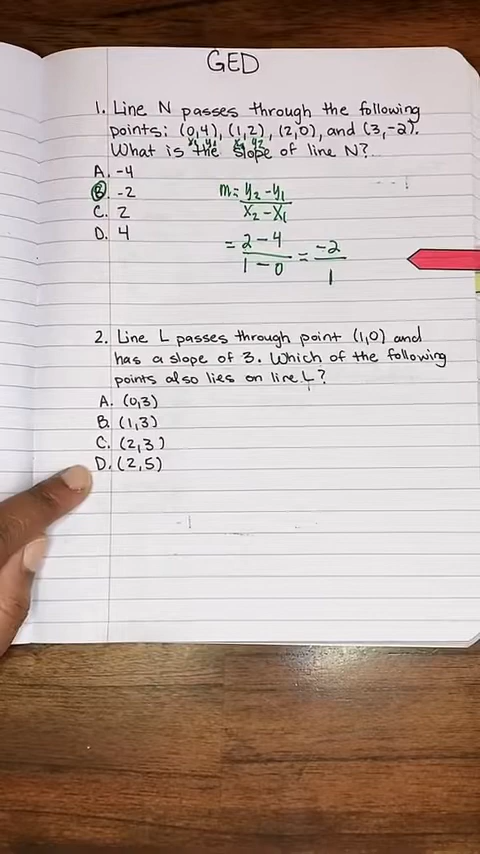 GED
1. Line N passes through the following
points: (0,4), (1,2), (2,0), and (3,-2).
x₁ y₁ x₂ y₂
What is the slope of line N?
A. -4
B. -2
C. 2
D. 4
m = y₂ - y₁
x₂ - x₁
= 2 - 4 = -2
1 - 0 1
2. Line L passes through point (1,0) and
has a slope of 3. Which of the following
points also lies on line L?
A. (0,3)
B. (1,3)
C. (2,3)
D. (2,5)